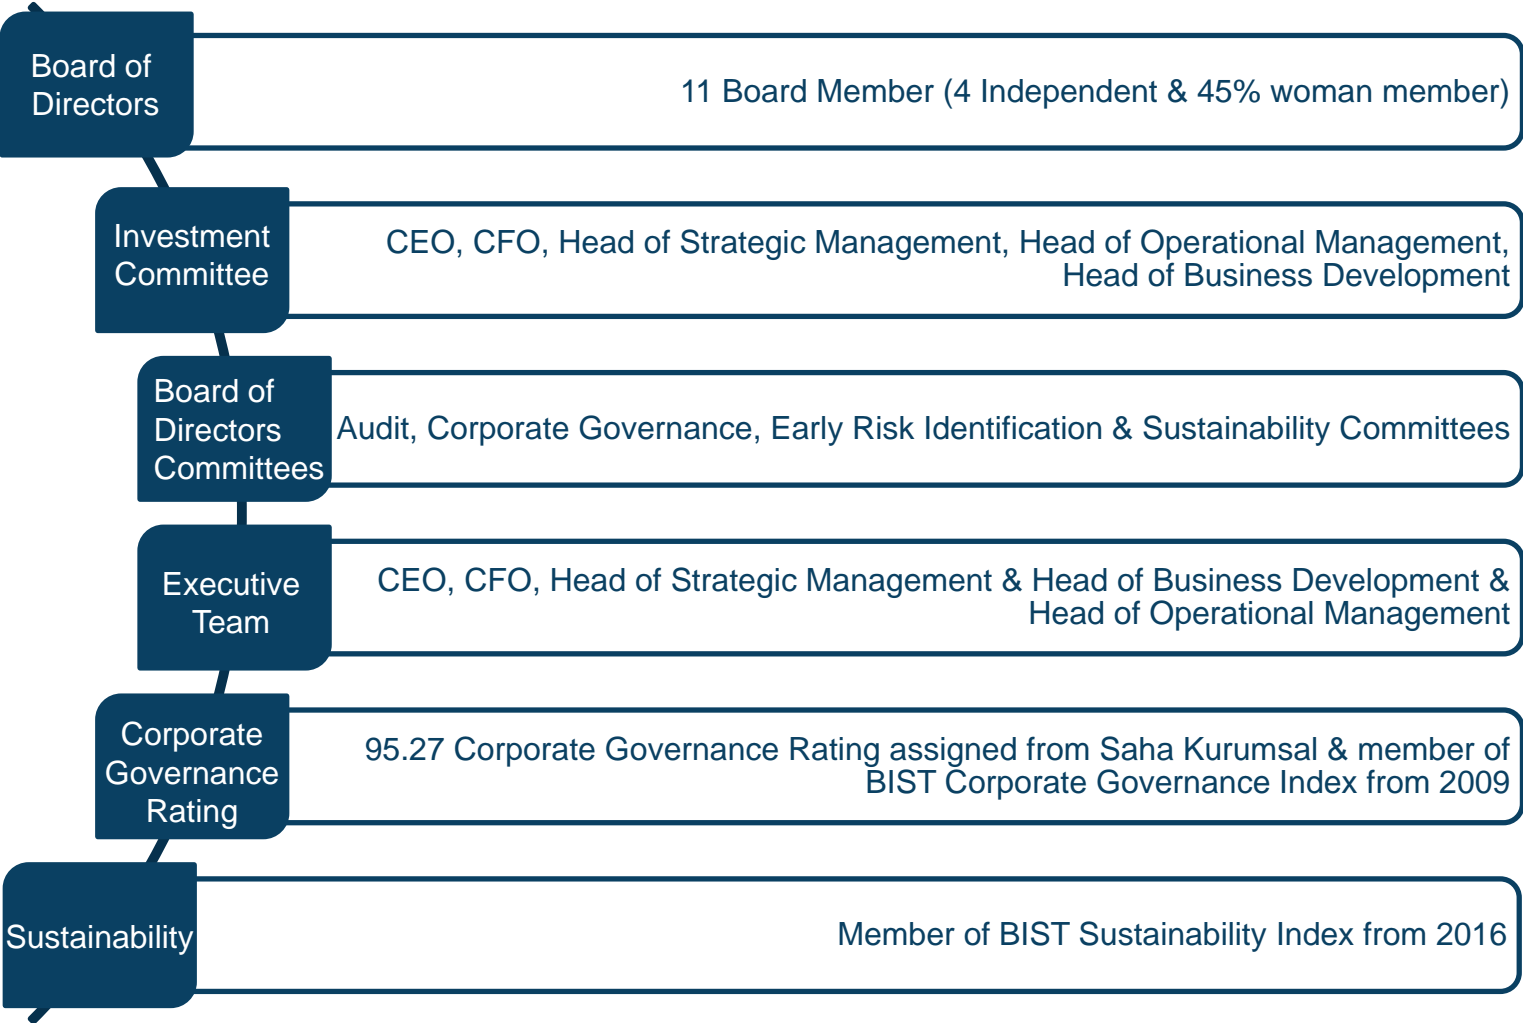 Board of
Directors
11 Board Member (4 Independent & 45% woman member)
Investment
Committee
CEO, CFO, Head of Strategic Management, Head of Operational Management,
Head of Business Development
Board of
Directors
Committees
Audit, Corporate Governance, Early Risk Identification & Sustainability Committees
Executive
Team
CEO, CFO, Head of Strategic Management & Head of Business Development &
Head of Operational Management
Corporate
Governance
Rating
95.27 Corporate Governance Rating assigned from Saha Kurumsal & member of
BIST Corporate Governance Index from 2009
Sustainability
Member of BIST Sustainability Index from 2016